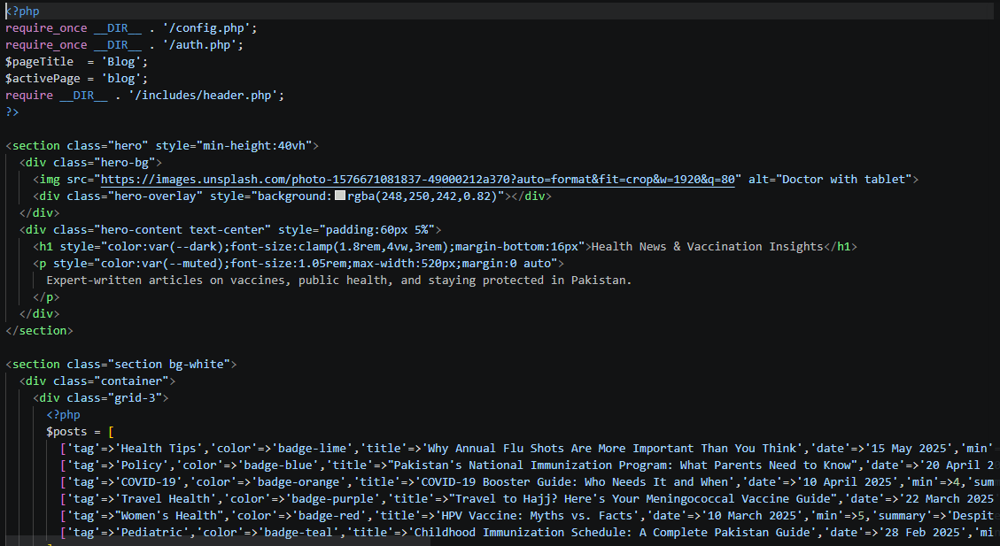 <?php
require_once __DIR__ . '/config.php';
require_once __DIR__ . '/auth.php';
$pageTitle  = 'Blog';
$activePage = 'blog';
require __DIR__ . '/includes/header.php';
?>

<section class="hero" style="min-height:40vh">
  <div class="hero-bg">
    <img src="https://images.unsplash.com/photo-1576671081837-49000212a370?auto=format&fit=crop&w=1920&q=80" alt="Doctor with tablet">
    <div class="hero-overlay" style="background:rgba(248,250,242,0.82)"></div>
  </div>
  <div class="hero-content text-center" style="padding:60px 5%">
    <h1 style="color:var(--dark);font-size:clamp(1.8rem,4vw,3rem);margin-bottom:16px">Health News & Vaccination Insights</h1>
    <p style="color:var(--muted);font-size:1.05rem;max-width:520px;margin:0 auto">
      Expert-written articles on vaccines, public health, and staying protected in Pakistan.
    </p>
  </div>
</section>

<section class="section bg-white">
  <div class="container">
    <div class="grid-3">
      <?php
      $posts = [
        ['tag'=>'Health Tips','color'=>'badge-lime','title'=>'Why Annual Flu Shots Are More Important Than You Think','date'=>'15 May 2025','min'
        ['tag'=>'Policy','color'=>'badge-blue','title'=>"Pakistan's National Immunization Program: What Parents Need to Know",'date'=>'20 April 2
        ['tag'=>'COVID-19','color'=>'badge-orange','title'=>'COVID-19 Booster Guide: Who Needs It and When','date'=>'10 April 2025','min'=>4,'sum
        ['tag'=>'Travel Health','color'=>'badge-purple','title'=>"Travel to Hajj? Here's Your Meningococcal Vaccine Guide",'date'=>'22 March 2025
        ['tag'=>"Women's Health",'color'=>'badge-red','title'=>'HPV Vaccine: Myths vs. Facts','date'=>'10 March 2025','min'=>5,'summary'=>'Despit
        ['tag'=>'Pediatric','color'=>'badge-teal','title'=>'Childhood Immunization Schedule: A Complete Pakistan Guide','date'=>'28 Feb 2025','mi